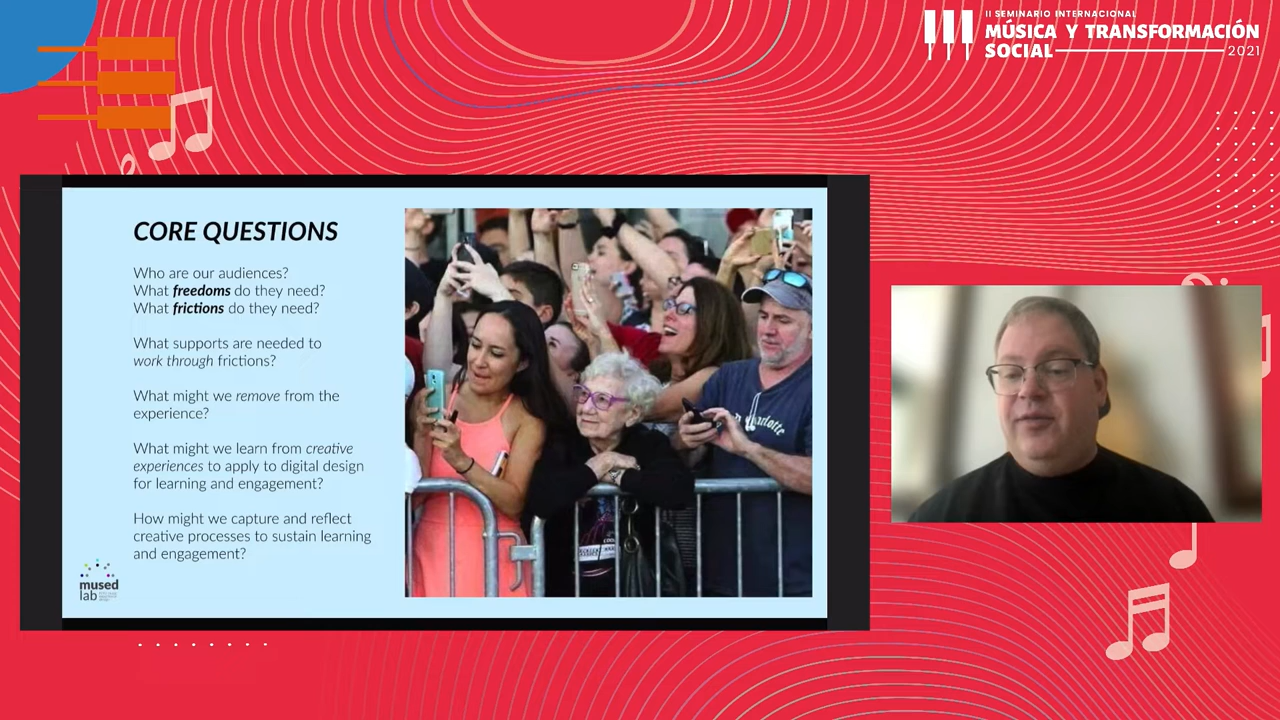 II SEMINARIO INTERNACIONAL
MÚSICA Y TRANSFORMACIÓN
SOCIAL
2021
CORE QUESTIONS
Who are our audiences?
What freedoms do they need?
What frictions do they need?
What supports are needed to
work through frictions?
What might we remove from the
experience?
What might we learn from creative
experiences to apply to digital design
for learning and engagement?
How might we capture and reflect
creative processes to sustain learning
and engagement?
mused
lab